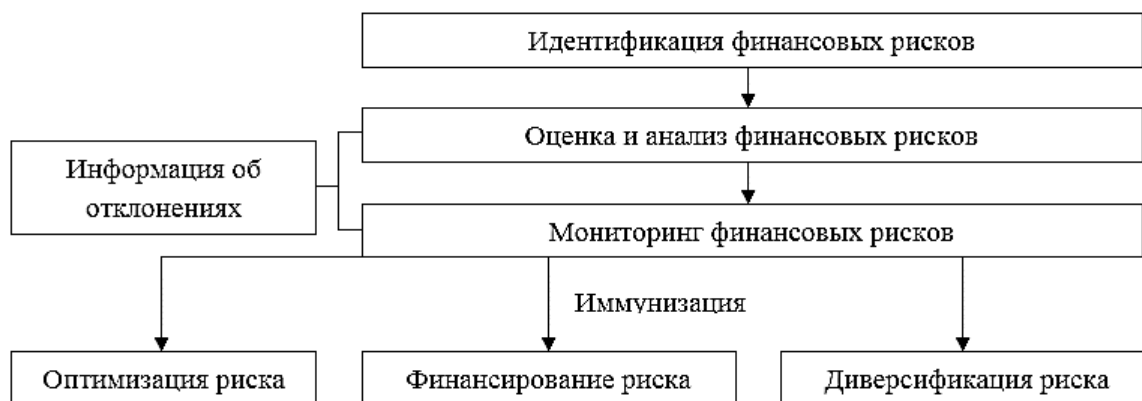 Идентификация финансовых рисков
Оценка и анализ финансовых рисков
Информация об
отклонениях
Мониторинг финансовых рисков
Иммунизация
Оптимизация риска
Финансирование риска
Диверсификация риска